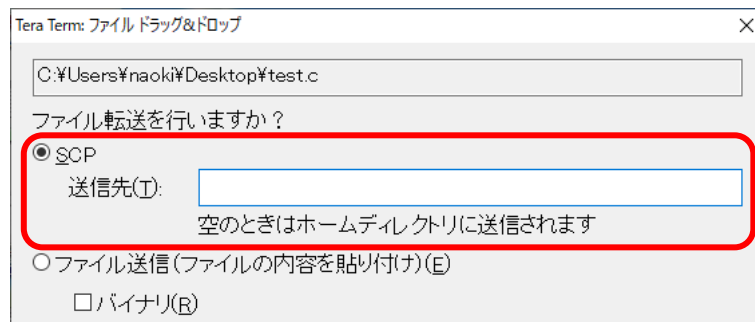 Tera Term: ファイル ドラッグ&ドロップ
C:¥Users¥naoki¥Desktop¥test.c
ファイル転送を行いますか？
SCP
送信先(T):
空のときはホームディレクトリに送信されます
ファイル送信(ファイルの内容を貼り付け)(E)
バイナリ(R)